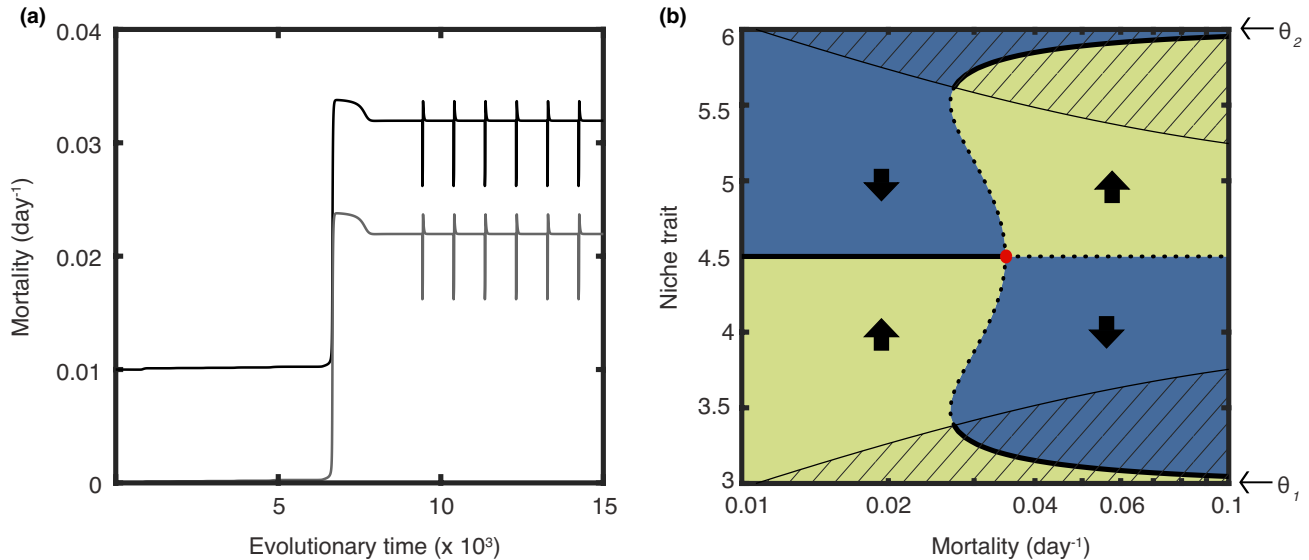 (a)
0.04
0.03
0.02
0.01
0
5
10
15
Mortality (day⁻¹)
Evolutionary time (x 10³)
(b)
6
5.5
5
4.5
4
3.5
3
0.01
0.02
0.04
0.06
0.1
Niche trait
Mortality (day⁻¹)
θ₂
θ₁